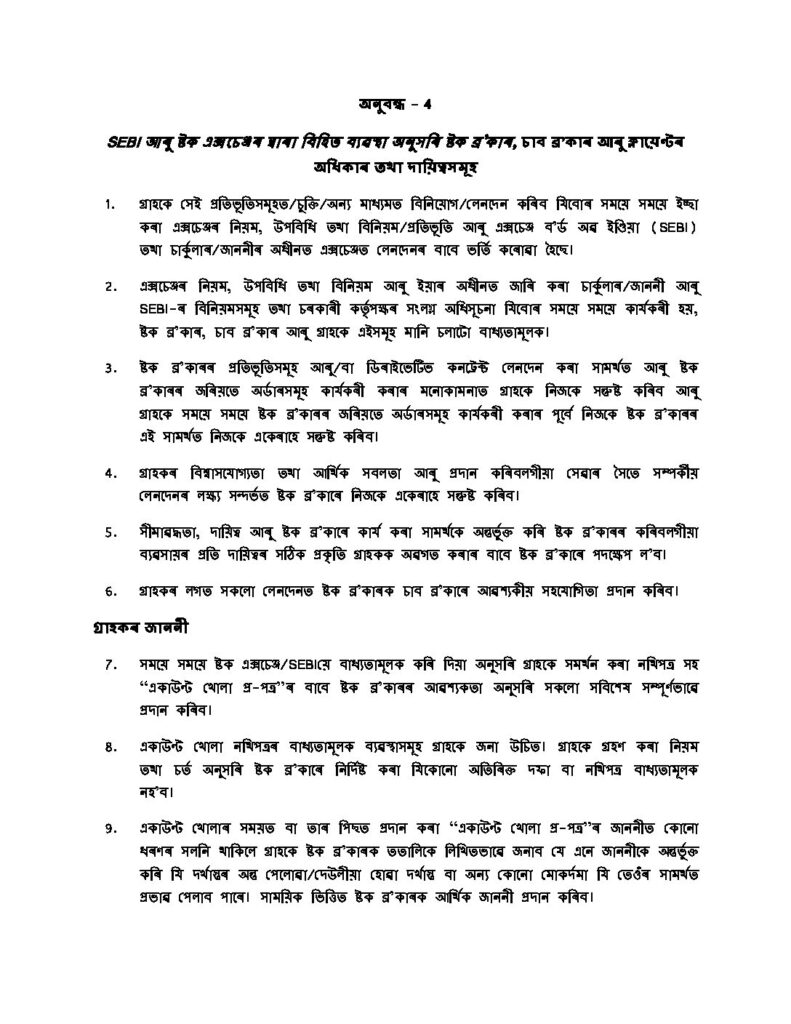 অনুবন্ধ – 4
SEBI আৰু ষ্টক এক্সচেঞ্জৰ দ্বাৰা বিহিত ব্যৱস্থা অনুসৰি ষ্টক ব্ৰ'কাৰ, চাব ব্ৰ'কাৰ আৰু ক্লায়েণ্টৰ
অধিকাৰ তথা দায়িত্বসমূহ
1. গ্ৰাহকে সেই প্ৰতিভূতিসমূহত/চুক্তি/অন্য মাধ্যমত বিনিয়োগ/লেনদেন কৰিব যিবোৰ সময়ে সময়ে ইচ্ছা
কৰা এক্সচেঞ্জৰ নিয়ম, উপবিধি তথা বিনিয়ম/প্ৰতিভূতি আৰু এক্সচেঞ্জ ব'ৰ্ড অৱ ইণ্ডিয়া (SEBI)
তথা চাৰ্কুলাৰ/জাননীৰ অধীনত এক্সচেঞ্জত লেনদেনৰ বাবে ভৰ্তি কৰোৱা হৈছে।
2. এক্সচেঞ্জৰ নিয়ম, উপবিধি তথা বিনিয়ম আৰু ইয়াৰ অধীনত জাৰি কৰা চাৰ্কুলাৰ/জাননী আৰু
SEBI–ৰ বিনিয়মসমূহ তথা চৰকাৰী কৰ্তৃপক্ষৰ সংলগ্ন অধিসূচনা যিবোৰ সময়ে সময়ে কাৰ্যকৰী হয়,
ষ্টক ব্ৰ'কাৰ, চাব ব্ৰ'কাৰ আৰু গ্ৰাহকে এইসমূহ মানি চলাটো বাধ্যতামূলক।
3. ষ্টক ব্ৰ'কাৰৰ প্ৰতিভূতিসমূহ আৰু/বা ডিৰাইভেটিভ কনট্ৰেক্ট লেনদেন কৰা সামৰ্থত আৰু ষ্টক
ব্ৰ'কাৰৰ জৰিয়তে অৰ্ডাৰসমূহ কাৰ্যকৰী কৰাৰ মনোকামনাত গ্ৰাহকে নিজকে সন্তুষ্ট কৰিব আৰু
গ্ৰাহকে সময়ে সময়ে ষ্টক ব্ৰ'কাৰৰ জৰিয়তে অৰ্ডাৰসমূহ কাৰ্যকৰী কৰাৰ পূৰ্বে নিজকে ষ্টক ব্ৰ'কাৰৰ
এই সামৰ্থত নিজকে একেৰাহে সন্তুষ্ট কৰিব।
4. গ্ৰাহকৰ বিশ্বাসযোগ্যতা তথা আৰ্থিক সবলতা আৰু প্ৰদান কৰিবলগীয়া সেৱাৰ সৈতে সম্পৰ্কীয়
লেনদেনৰ লক্ষ্য সন্দৰ্ভত ষ্টক ব্ৰ'কাৰে নিজকে একেৰাহে সন্তুষ্ট কৰিব।
5. সীমাৱদ্ধতা, দায়িত্ব আৰু ষ্টক ব্ৰ'কাৰে কাৰ্য কৰা সামৰ্থকে অন্তৰ্ভূক্ত কৰি ষ্টক ব্ৰ'কাৰৰ কৰিবলগীয়া
ব্যৱসায়ৰ প্ৰতি দায়িত্বৰ সঠিক প্ৰকৃতি গ্ৰাহকক অৱগত কৰাৰ বাবে ষ্টক ব্ৰ'কাৰে পদক্ষেপ ল'ব।
6. গ্ৰাহকৰ লগত সকলো লেনদেনত ষ্টক ব্ৰ'কাৰক চাব ব্ৰ'কাৰে আৱশ্যকীয় সহযোগিতা প্ৰদান কৰিব।
গ্ৰাহকৰ জাননী
7. সময়ে সময়ে ষ্টক এক্সচেঞ্জ/SEBIয়ে বাধ্যতামূলক কৰি দিয়া অনুসৰি গ্ৰাহকে সমৰ্থন কৰা নথিপত্ৰ সহ
“একাউণ্ট খোলা প্ৰ–পত্ৰ”ৰ বাবে ষ্টক ব্ৰ'কাৰৰ আৱশ্যকতা অনুসৰি সকলো সবিশেষ সম্পূৰ্ণভাৱে
প্ৰদান কৰিব।
8. একাউণ্ট খোলা নথিপত্ৰৰ বাধ্যতামূলক ব্যৱস্থাসমূহ গ্ৰাহকে জনা উচিত। গ্ৰাহকে গ্ৰহণ কৰা নিয়ম
তথা চৰ্ত অনুসৰি ষ্টক ব্ৰ'কাৰে নিৰ্দিষ্ট কৰা যিকোনো অতিৰিক্ত দফা বা নথিপত্ৰ বাধ্যতামূলক
নহ'ব।
9. একাউণ্ট খোলাৰ সময়ত বা তাৰ পিছত প্ৰদান কৰা “একাউণ্ট খোলা প্ৰ–পত্ৰ”ৰ জাননীত কোনো
ধৰণৰ সলনি থাকিলে গ্ৰাহকে ষ্টক ব্ৰ'কাৰক ততালিকে লিখিতভাৱে জনাব যে এনে জাননীকে অন্তৰ্ভূক্ত
কৰি যি দৰ্খাস্তৰ অন্ত পেলোৱা/দেউলীয়া হোৱা দৰ্খাস্ত বা অন্য কোনো মোকৰ্দমা যি তেওঁৰ সামৰ্থত
প্ৰভাৱ পেলাব পাৰে। সাময়িক ভিত্তিত ষ্টক ব্ৰ'কাৰক আৰ্থিক জাননী প্ৰদান কৰিব।